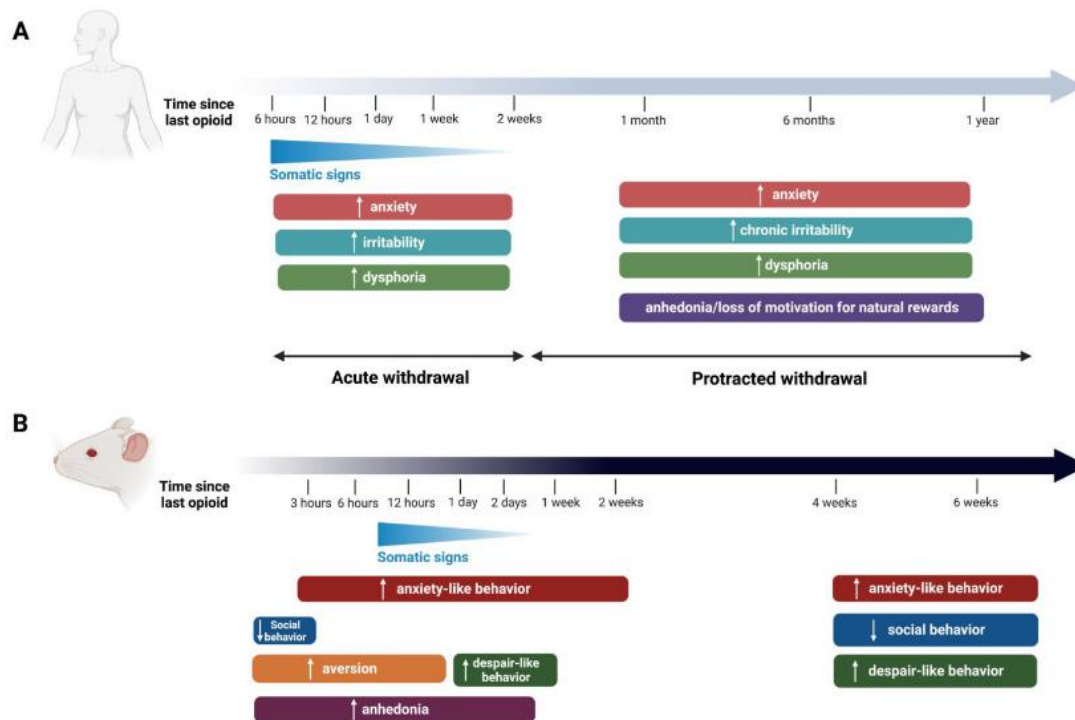 A
Time since
last opioid
6 hours 12 hours 1 day 1 week 2 weeks 1 month 6 months 1 year
Somatic signs
↑ anxiety ↑ anxiety
↑ irritability ↑ chronic irritability
↑ dysphoria ↑ dysphoria
anhedonia/loss of motivation for natural rewards
Acute withdrawal Protracted withdrawal
B
Time since
last opioid
3 hours 6 hours 12 hours 1 day 2 days 1 week 2 weeks 4 weeks 6 weeks
Somatic signs
↑ anxiety-like behavior ↑ anxiety-like behavior
↓ Social
behavior
↓ social behavior
↑ aversion
↑ despair-like
behavior
↑ despair-like behavior
↑ anhedonia